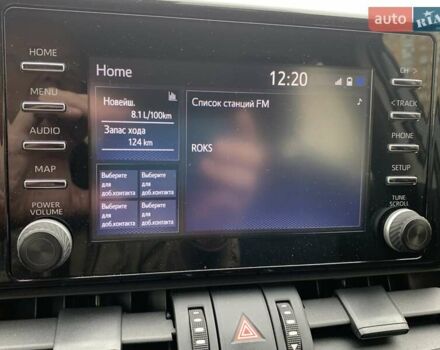 AUTO RIA
HOME
MENU
AUDIO
MAP
POWER
VOLUME
Home
12:20
Новейш.
8.1 L/100km
Запас хода
124 km
Список станций FM
ROKS
Выберите для доб.контакта
Выберите для доб.контакта
Выберите для доб.контакта
Выберите для доб.контакта
CH >
< TRACK
PHONE
SETUP
TUNE
SCROLL